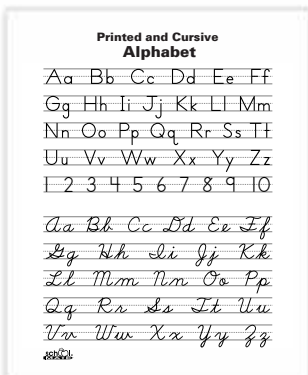 Printed and Cursive
Alphabet
Aa Bb Cc Dd Ee Ff
Gg Hh Ii Jj Kk Ll Mm
Nn Oo Pp Qq Rr Ss Tt
Uu Vv Ww Xx Yy Zz
1 2 3 4 5 6 7 8 9 10
Aa Bb Cc Dd Ee Ff
Gg Hh Ii Jj Kk
Ll Mm Nn Oo Pp
Qq Rr Ss Tt Uu
Vv Ww Xx Yy Zz